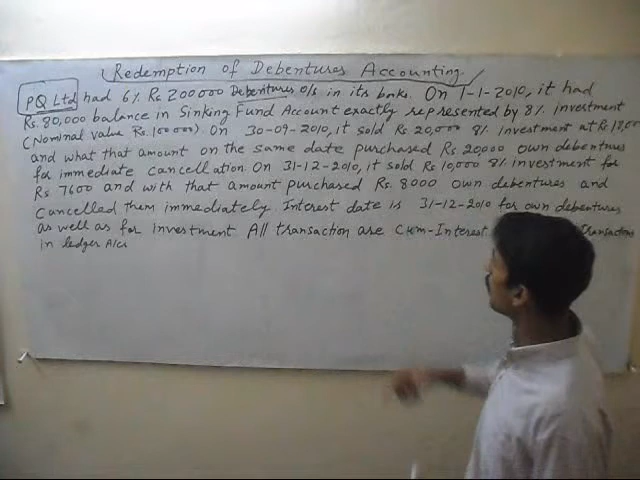 Redemption of Debentures Accounting.
PQ Ltd had 6% Rs 200000 Debentures o/s in its books. On 1-1-2010, it had
Rs. 80,000 balance in Sinking Fund Account exactly represented by 8% investment
(Nominal value Rs. 100000). On 30-09-2010, it sold Rs 20,000 8% investment at Rs
and what that amount on the same date purchased Rs 20,000 own debentures
for immediate cancellation. On 31-12-2010, it sold Rs 10,000 8% investment for
Rs 7600 and with that amount purchased Rs. 8000 own debentures and
cancelled them immediately. Interest date is 31-12-2010 for own debentures
as well as for investment All transaction are Cum-Interest Transactions
in ledger A/cs